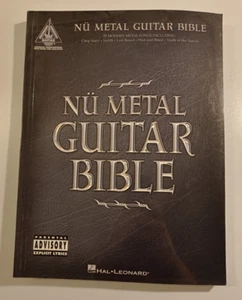 NÜ METAL GUITAR BIBLE
NÜ METAL
GUITAR
BIBLE
PARENTAL
ADVISORY
EXPLICIT LYRICS
HAL•LEONARD®